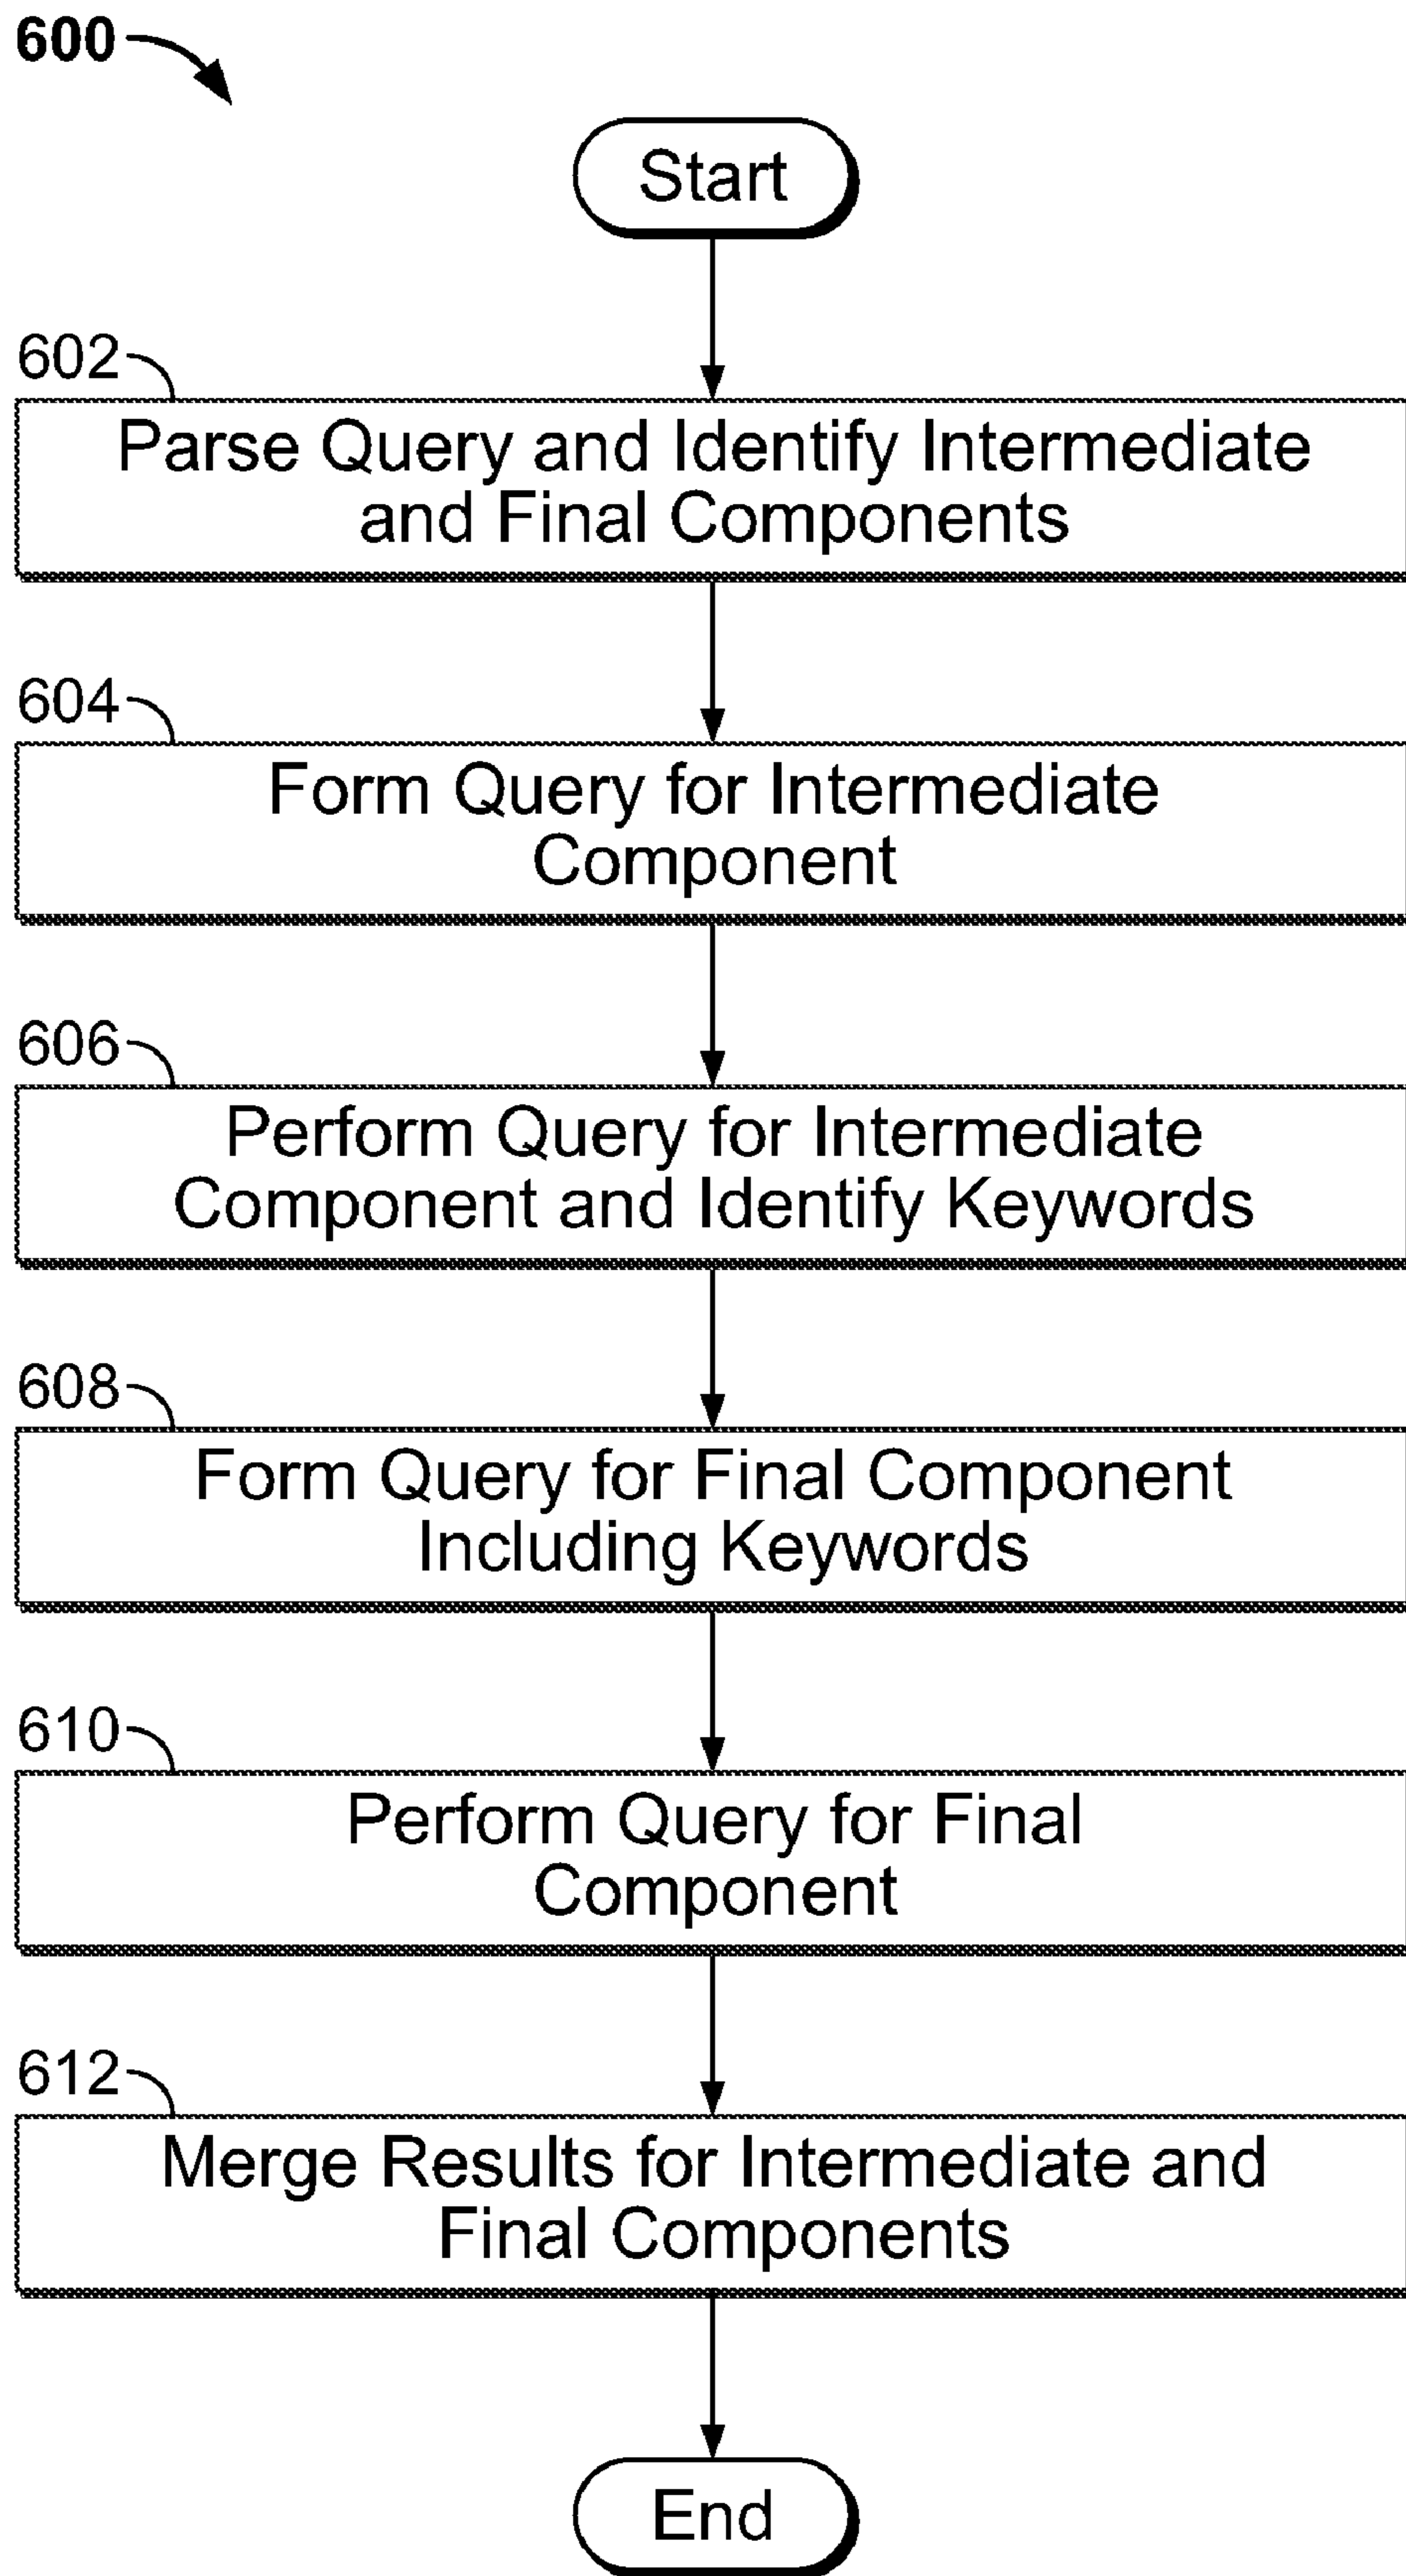 600
Start
602
Parse Query and Identify Intermediate
and Final Components
604
Form Query for Intermediate
Component
606
Perform Query for Intermediate
Component and Identify Keywords
608
Form Query for Final Component
Including Keywords
610
Perform Query for Final
Component
612
Merge Results for Intermediate and
Final Components
End